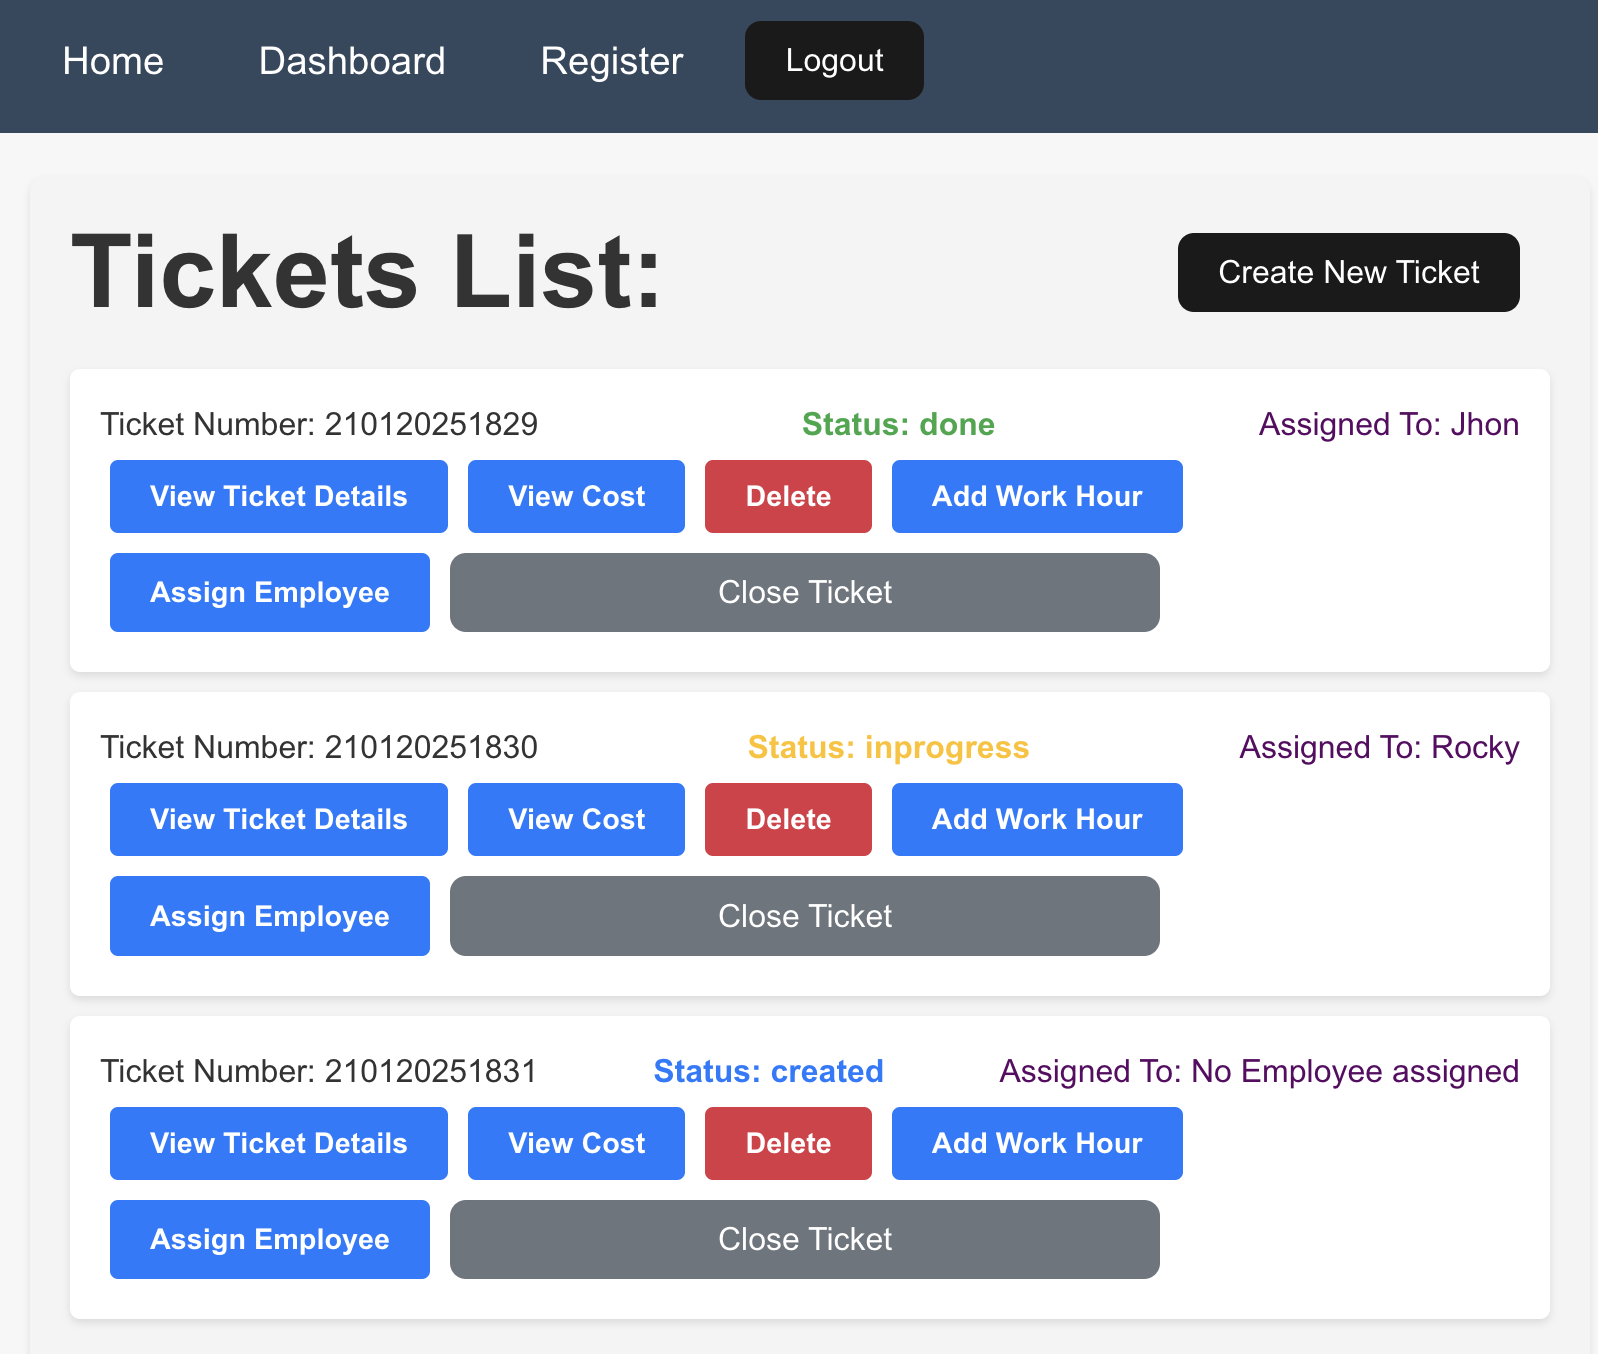 Home Dashboard Register Logout
Tickets List: Create New Ticket
Ticket Number: 210120251829 Status: done Assigned To: Jhon
View Ticket Details View Cost Delete Add Work Hour
Assign Employee Close Ticket
Ticket Number: 210120251830 Status: inprogress Assigned To: Rocky
View Ticket Details View Cost Delete Add Work Hour
Assign Employee Close Ticket
Ticket Number: 210120251831 Status: created Assigned To: No Employee assigned
View Ticket Details View Cost Delete Add Work Hour
Assign Employee Close Ticket